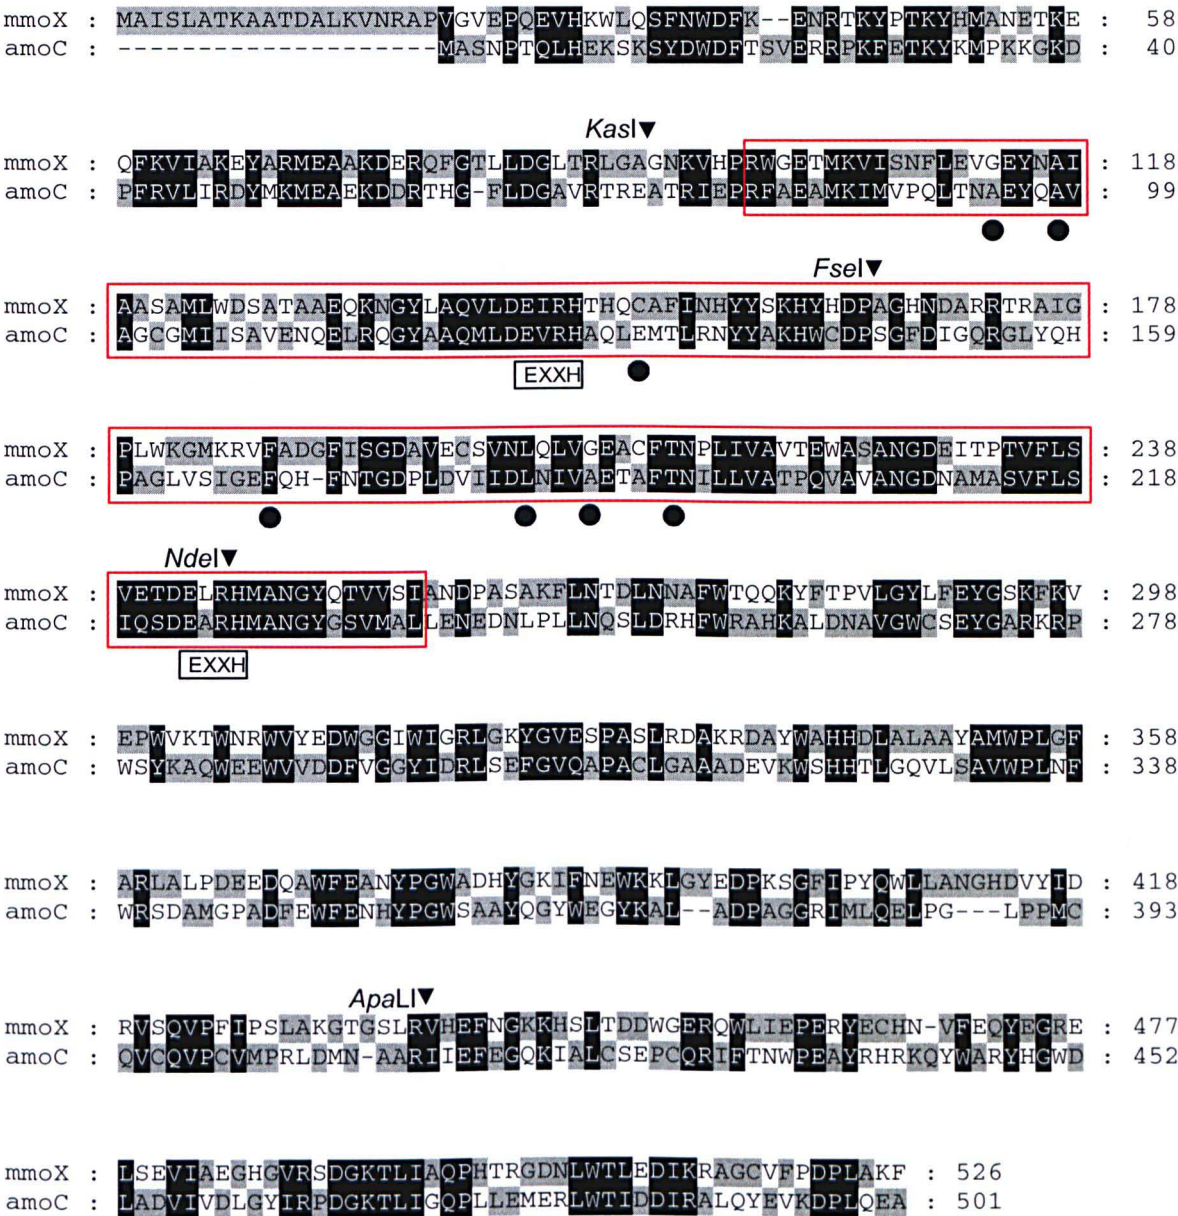 mmoX : MAISLATKAATDALKVNRAPVGVEPQEVHKWLQSFNWDFK--ENRTKYPTKYHMANETKE : 58
amoC : --------------------MASNPTQLHEKSKSYDWDFTSVERRPKFETKYKMPKKGKD : 40
KasI▼
mmoX : QFKVIAKEYARMEAAKDERQFGTLLDGLTRLGAGNKVHPRWGETMKVISNFLEVGEYNAI : 118
amoC : PFRVLIRDYMKMEAEKDDRTHG-FLDGAVRTREATRIEPRFAEAMKIMVPQLTNAEYQAV : 99
FseI▼
mmoX : AASAMLWDSATAAEQKNGYLAQVLDEIRHTHQCAFINHYYSKHYHDPAGHNDARRTRAIG : 178
amoC : AGCGMIISAVENQELRQGYAAQMLDEVRHAQLEMTLRNYYAKHWCDPSGFDIGQRGLYQH : 159
EXXH
mmoX : PLWKGMKRVFADGFISGDAVECSVNLQLVGEACFTNPLIVAVTEWASANGDEITPTVFLS : 238
amoC : PAGLVSIGEFQH-FNTGDPLDVIIDLNIVAETAFTNILLVATPQVAVANGDNAMASVFLS : 218
NdeI▼
mmoX : VETDELRHMANGYQTVVSIANDPASAKFLNTDLNNAFWTQQKYFTPVLGYLFEYGSKFKV : 298
amoC : IQSDEARHMANGYGSVMALLENEDNLPLLNQSLDRHFWRAHKALDNAVGWCSEYGARKRP : 278
EXXH
mmoX : EPWVKTWNRWVYEDWGGIWIGRLGKYGVESPASLRDAKRDAYWAHHDLALAAYAMWPLGF : 358
amoC : WSYKAQWEEWVVDDFVGGYIDRLSEFGVQAPACLGAAADEVKWSHHTLGQVLSAVWPLNF : 338
mmoX : ARLALPDEEDQAWFEANYPGWADHYGKIFNEWKKLGYEDPKSGFIPYQWLLANGHDVYID : 418
amoC : WRSDAMGPADFEWFENHYPGWSAAYQGYWEGYKAL--ADPAGGRIMLQELPG---LPPMC : 393
ApaLI▼
mmoX : RVSQVPFIPSLAKGTGSLRVHEFNGKKHSLTDDWGERQWLIEPERYECHN-VFEQYEGRE : 477
amoC : QVCQVPCVMPRLDMN-AARIIEFEGQKIALCSEPCQRIFTNWPEAYRHRKQYWARYHGWD : 452
mmoX : LSEVIAEGHGVRSDGKTLIAQPHTRGDNLWTLEDIKRAGCVFPDPLAKF : 526
amoC : LADVIVDLGYIRPDGKTLIGQPLLEMERLWTIDDIRALQYEVKDPLQEA : 501